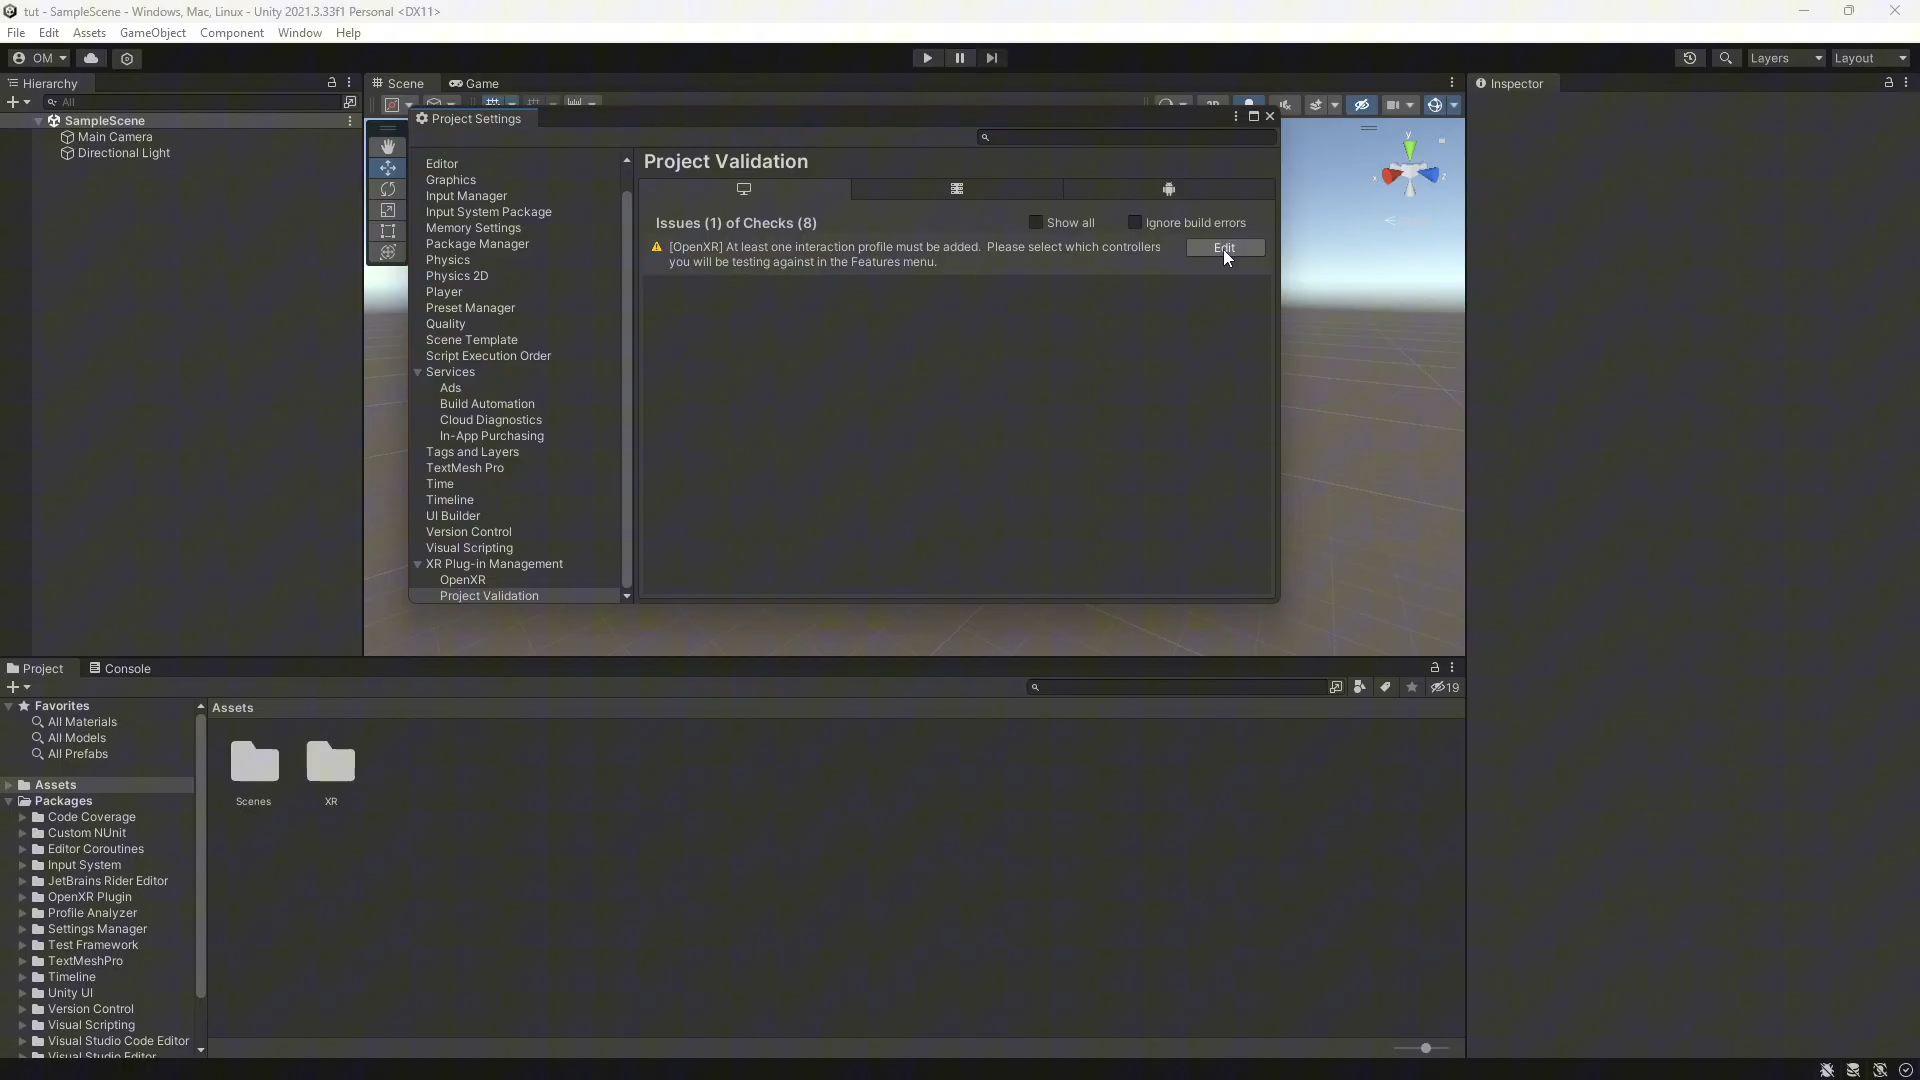 tut - SampleScene - Windows, Mac, Linux - Unity 2021.3.33f1 Personal <DX11>
File Edit Assets GameObject Component Window Help
OM
Layers
Layout
Hierarchy
All
SampleScene
Main Camera
Directional Light
Scene
Game
2D
Project Settings
Editor
Graphics
Input Manager
Input System Package
Memory Settings
Package Manager
Physics
Physics 2D
Player
Preset Manager
Quality
Scene Template
Script Execution Order
Services
Ads
Build Automation
Cloud Diagnostics
In-App Purchasing
Tags and Layers
TextMesh Pro
Time
Timeline
UI Builder
Version Control
Visual Scripting
XR Plug-in Management
OpenXR
Project Validation
Project Validation
Issues (1) of Checks (8)
Show all
Ignore build errors
[OpenXR] At least one interaction profile must be added. Please select which controllers
you will be testing against in the Features menu.
Edit
y
x
z
Inspector
Project
Console
19
Favorites
All Materials
All Models
All Prefabs
Assets
Packages
Code Coverage
Custom NUnit
Editor Coroutines
Input System
JetBrains Rider Editor
OpenXR Plugin
Profile Analyzer
Settings Manager
Test Framework
TextMeshPro
Timeline
Unity UI
Version Control
Visual Scripting
Visual Studio Code Editor
Visual Studio Editor
Assets
Scenes
XR